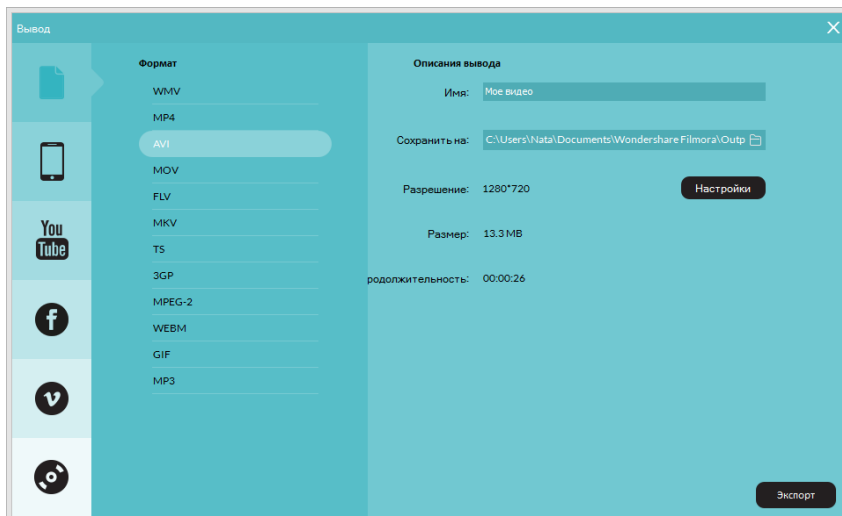 Вывод
Формат
WMV
MP4
AVI
MOV
FLV
MKV
TS
3GP
MPEG-2
WEBM
GIF
MP3
You
Tube
Описания вывода
Имя: Мое видео
Сохранить на: C:\Users\Nata\Documents\Wondershare Filmora\Outp
Разрешение: 1280*720
Настройки
Размер: 13.3 MB
родолжительность: 00:00:26
Экспорт